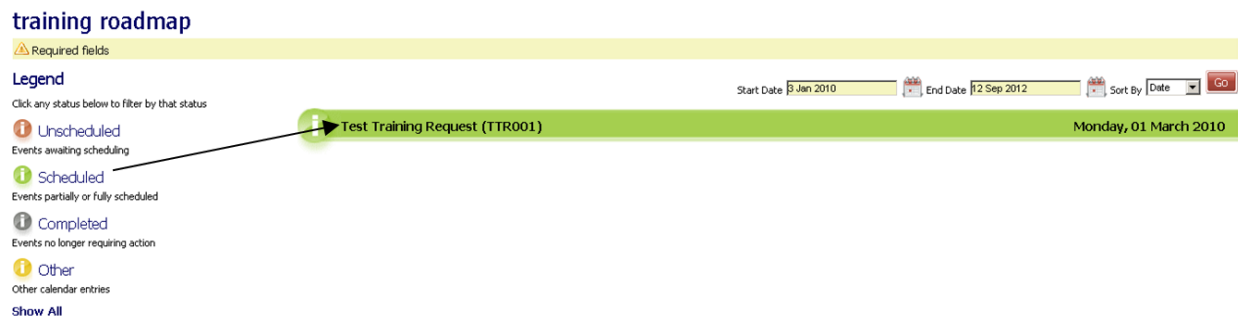 training roadmap
Required fields
Legend
Click any status below to filter by that status
Unscheduled
Events awaiting scheduling
Scheduled
Events partially or fully scheduled
Completed
Events no longer requiring action
Other
Other calendar entries
Show All
Start Date 3 Jan 2010 End Date 12 Sep 2012 Sort By Date Go
Test Training Request (TTR001) Monday, 01 March 2010